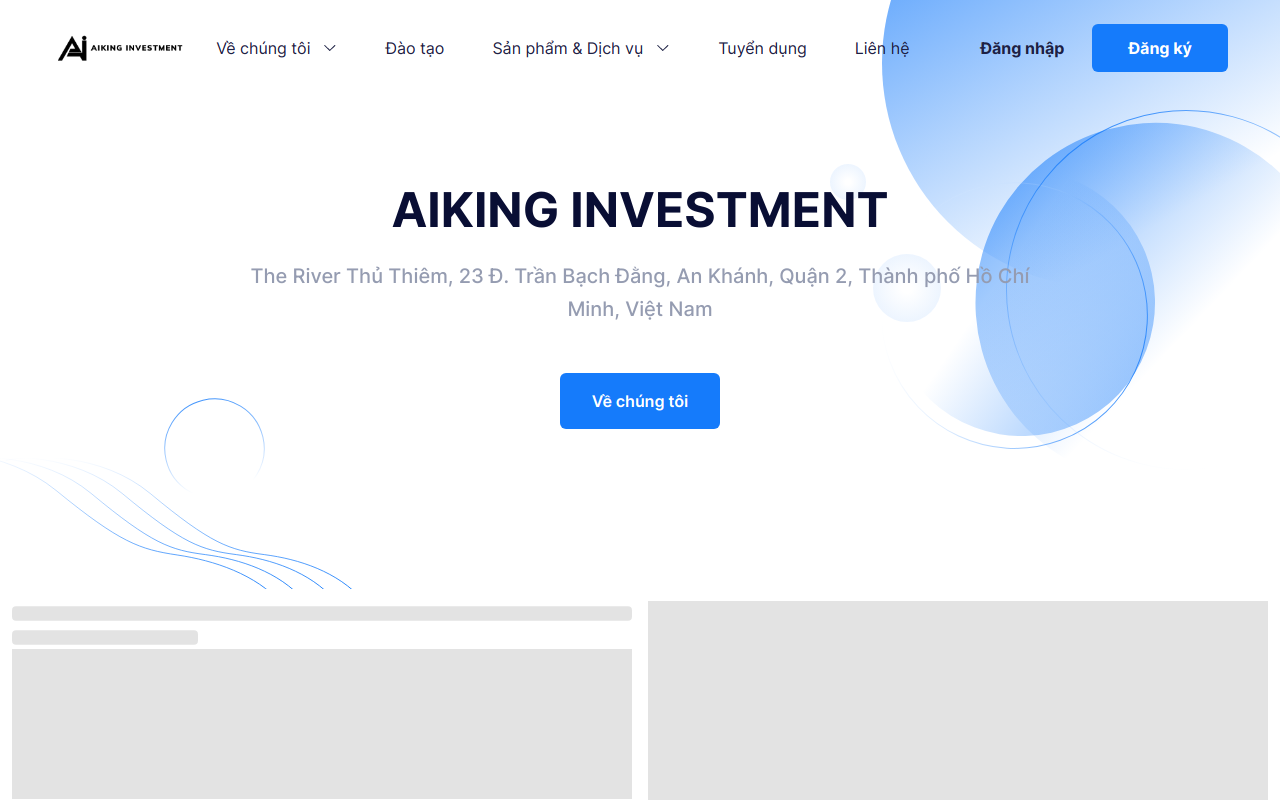 AIKING INVESTMENT
Về chúng tôi
Đào tạo
Sản phẩm & Dịch vụ
Tuyển dụng
Liên hệ
Đăng nhập
Đăng ký
AIKING INVESTMENT
The River Thủ Thiêm, 23 Đ. Trần Bạch Đằng, An Khánh, Quận 2, Thành phố Hồ Chí
Minh, Việt Nam
Về chúng tôi